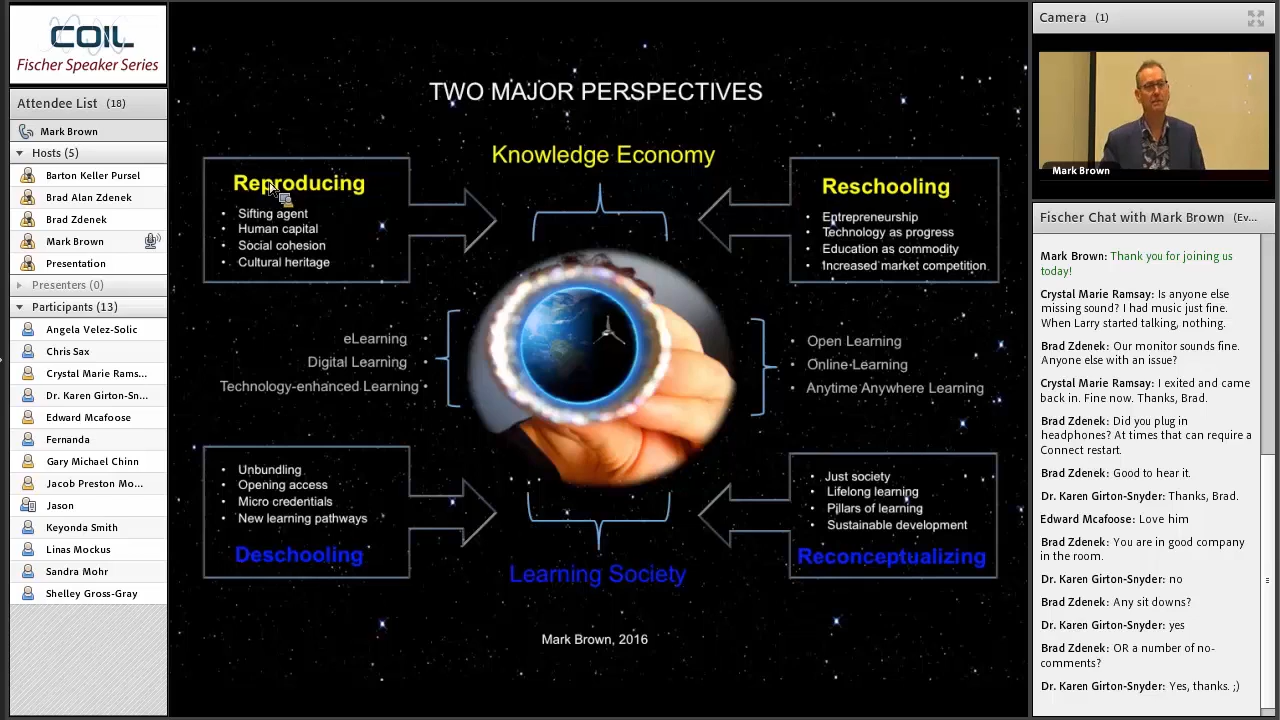 COIL
Fischer Speaker Series
Attendee List (18)
Mark Brown
Hosts (5)
Barton Keller Pursel
Brad Alan Zdenek
Brad Zdenek
Mark Brown
Presentation
Presenters (0)
Participants (13)
Angela Velez-Solic
Chris Sax
Crystal Marie Rams...
Dr. Karen Girton-Sn...
Edward Mcafoose
Fernanda
Gary Michael Chinn
Jacob Preston Mö...
Jason
Keyonda Smith
Linas Mockus
Sandra Mohr
Shelley Gross-Gray
TWO MAJOR PERSPECTIVES
Knowledge Economy
Reproducing
• Sifting agent
• Human capital
• Social cohesion
• Cultural heritage
Reschooling
• Entrepreneurship
• Technology as progress
• Education as commodity
• Increased market competition
eLearning •
Digital Learning •
Technology-enhanced Learning •
• Open Learning
• Online-Learning
• Anytime Anywhere Learning
• Unbundling
• Opening access
• Micro credentials
• New learning pathways
Deschooling
• Just society
• Lifelong learning
• Pillars of learning
• Sustainable development
Reconceptualizing
Learning Society
Mark Brown, 2016
Camera (1)
Mark Brown
Fischer Chat with Mark Brown (Ev...
Mark Brown: Thank you for joining us
today!
Crystal Marie Ramsay: Is anyone else
missing sound? I had music just fine.
When Larry started talking, nothing.
Brad Zdenek: Our monitor sounds fine.
Anyone else with an issue?
Crystal Marie Ramsay: I exited and came
back in. Fine now. Thanks, Brad.
Brad Zdenek: Did you plug in
headphones? At times that can require a
Connect restart.
Brad Zdenek: Good to hear it.
Dr. Karen Girton-Snyder: Thanks, Brad.
Edward Mcafoose: Love him
Brad Zdenek: You are in good company
in the room.
Dr. Karen Girton-Snyder: no
Brad Zdenek: Any sit downs?
Dr. Karen Girton-Snyder: yes
Brad Zdenek: OR a number of no-
comments?
Dr. Karen Girton-Snyder: Yes, thanks. ;)